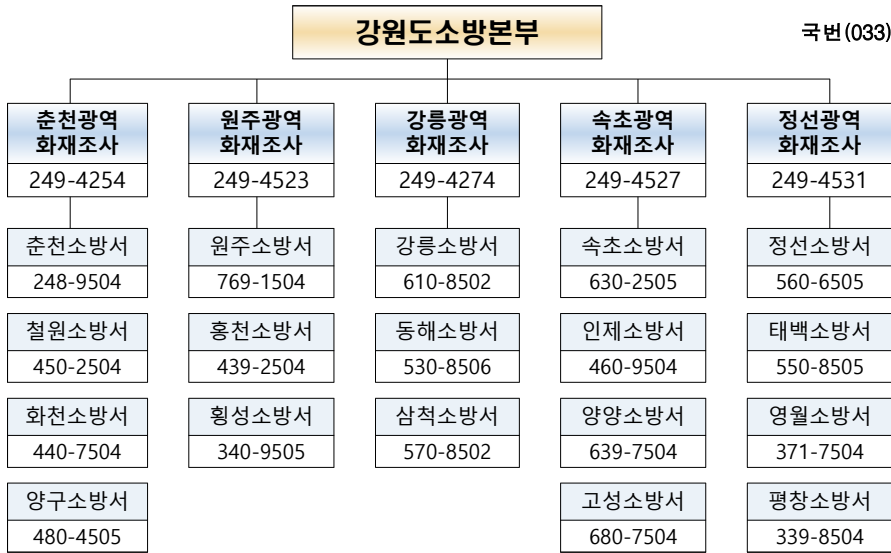 강원도소방본부
국번(033)
춘천광역
화재조사
249-4254
원주광역
화재조사
249-4523
강릉광역
화재조사
249-4274
속초광역
화재조사
249-4527
정선광역
화재조사
249-4531
춘천소방서
248-9504
원주소방서
769-1504
강릉소방서
610-8502
속초소방서
630-2505
정선소방서
560-6505
철원소방서
450-2504
홍천소방서
439-2504
동해소방서
530-8506
인제소방서
460-9504
태백소방서
550-8505
화천소방서
440-7504
횡성소방서
340-9505
삼척소방서
570-8502
양양소방서
639-7504
영월소방서
371-7504
양구소방서
480-4505
고성소방서
680-7504
평창소방서
339-8504